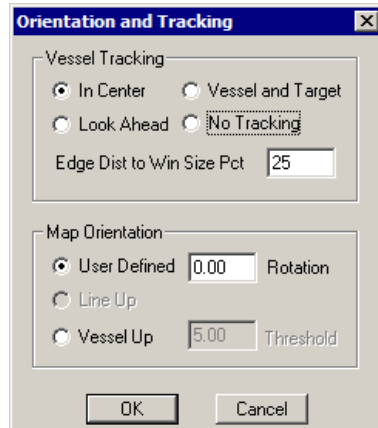 Orientation and Tracking
Vessel Tracking
In Center Vessel and Target
Look Ahead No Tracking
Edge Dist to Win Size Pct 25
Map Orientation
User Defined 0.00 Rotation
Line Up
Vessel Up 5.00 Threshold
OK Cancel